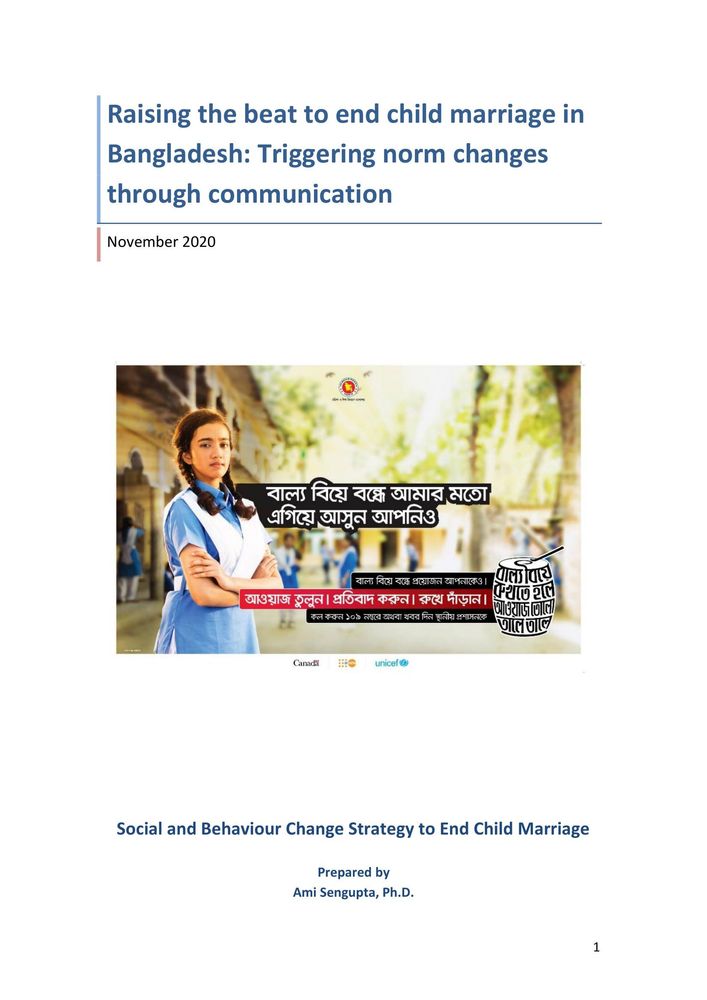 Raising the beat to end child marriage in
Bangladesh: Triggering norm changes
through communication
November 2020
বাল্য বিয়ে বন্ধে আমার মতো
এগিয়ে আসুন আপনিও
বাল্য বিয়ে বন্ধে প্রয়োজন আপনাকেও।
আওয়াজ তুলুন। প্রতিবাদ করুন। রুখে দাঁড়ান।
কল করুন ১০৯ নম্বরে অথবা খবর দিন স্থানীয় প্রশাসনকে
বাল্য বিয়ে
রুখতে হলে
আওয়াজ তোলো
তালে তালে
Canada
unicef
Social and Behaviour Change Strategy to End Child Marriage
Prepared by
Ami Sengupta, Ph.D.
1